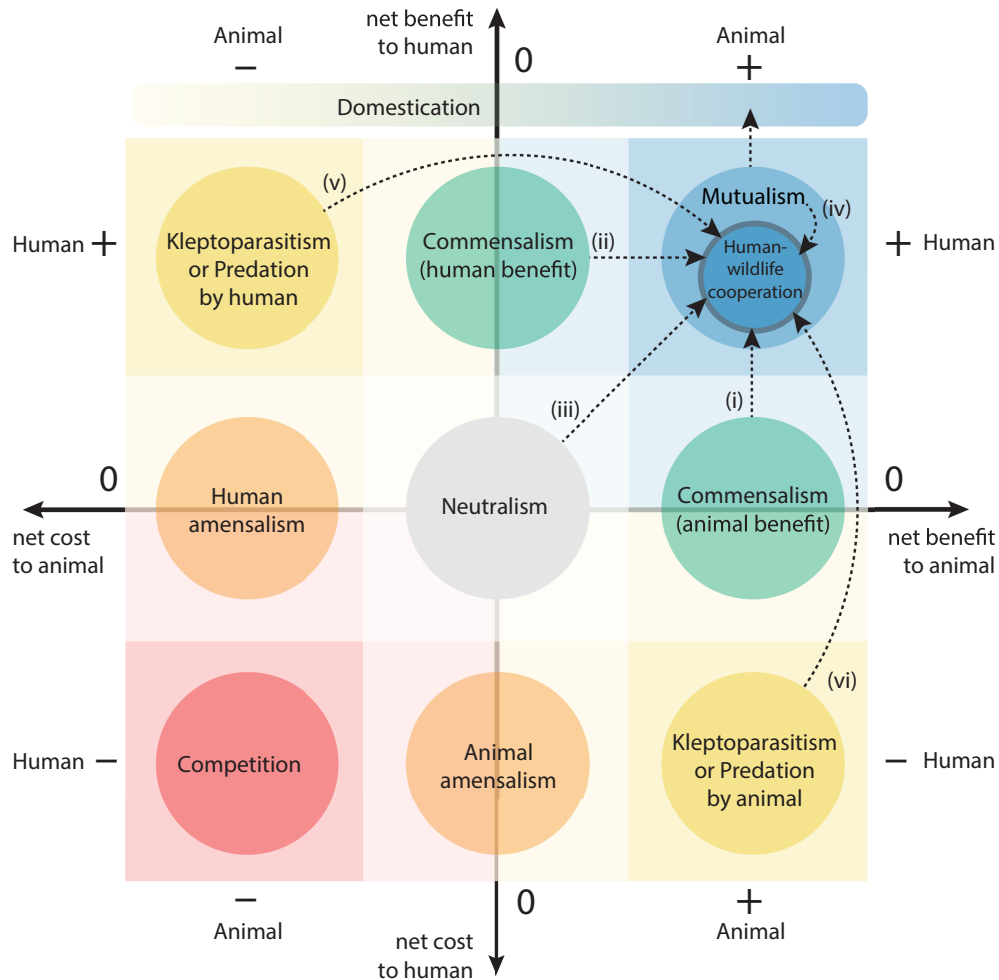 net benefit
to human
Animal
−
0
Animal
+
Domestication
(v)
Mutualism
(iv)
Human +
Kleptoparasitism
or Predation
by human
Commensalism
(human benefit)
(ii)
Human-
wildlife
cooperation
+ Human
(iii)
(i)
0
Human
amensalism
Neutralism
Commensalism
(animal benefit)
0
net cost
to animal
net benefit
to animal
(vi)
Human −
Competition
Animal
amensalism
Kleptoparasitism
or Predation
by animal
− Human
−
Animal
0
+
Animal
net cost
to human